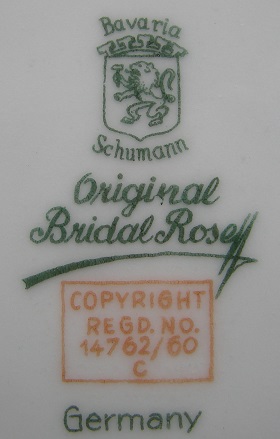 Bavaria
Schumann
Original
Bridal Rose
COPYRIGHT
REGD. NO.
14762/60
C
Germany